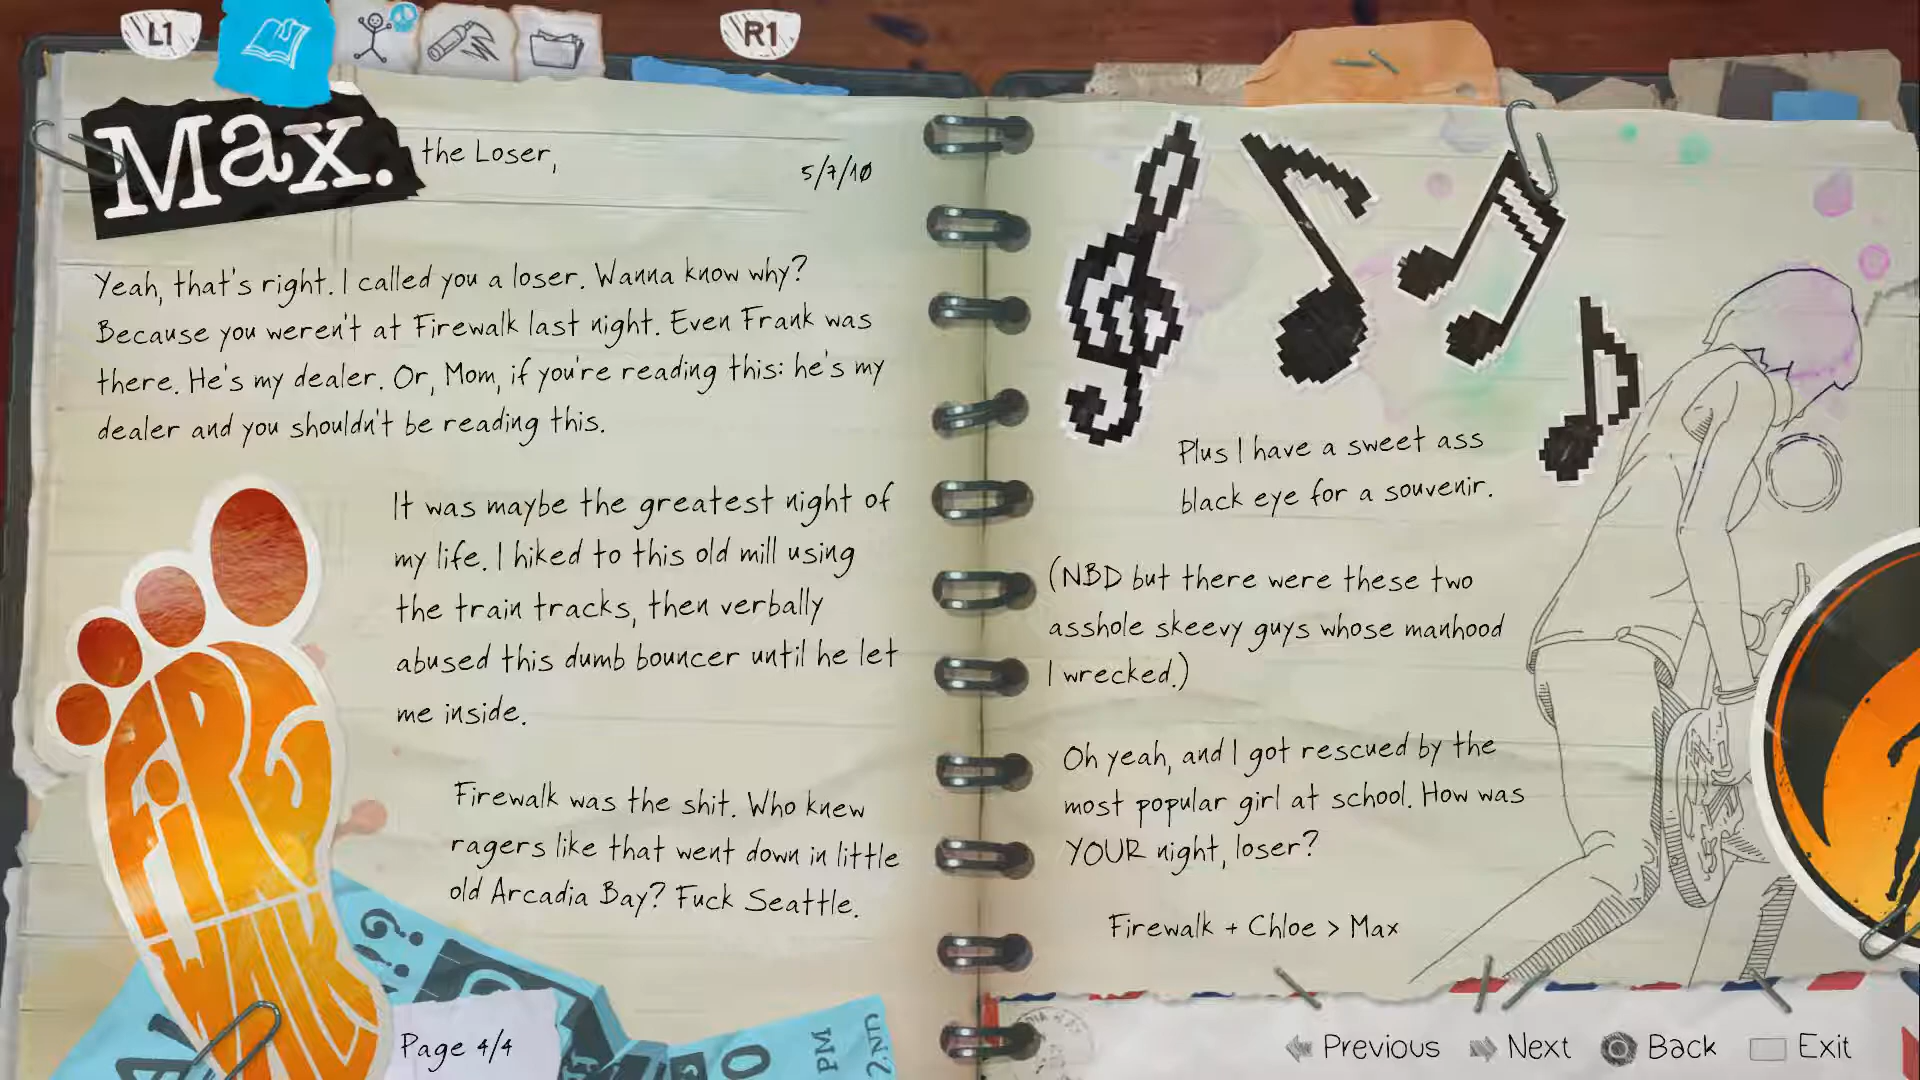 L1
R1
Max.
the Loser,
5/7/10
Yeah, that's right. I called you a loser. Wanna know why?
Because you weren't at Firewalk last night. Even Frank was
there. He's my dealer. Or, Mom, if you're reading this: he's my
dealer and you shouldn't be reading this.
It was maybe the greatest night of
my life. I hiked to this old mill using
the train tracks, then verbally
abused this dumb bouncer until he let
me inside.
Firewalk was the shit. Who knew
ragers like that went down in little
old Arcadia Bay? Fuck Seattle.
FiRE
WALK
??
PM
Page 4/4
Plus I have a sweet ass
black eye for a souvenir.
(NBD but there were these two
asshole skeevy guys whose manhood
I wrecked.)
Oh yeah, and I got rescued by the
most popular girl at school. How was
YOUR night, loser?
Firewalk + Chloe > Max
Previous
Next
Back
Exit